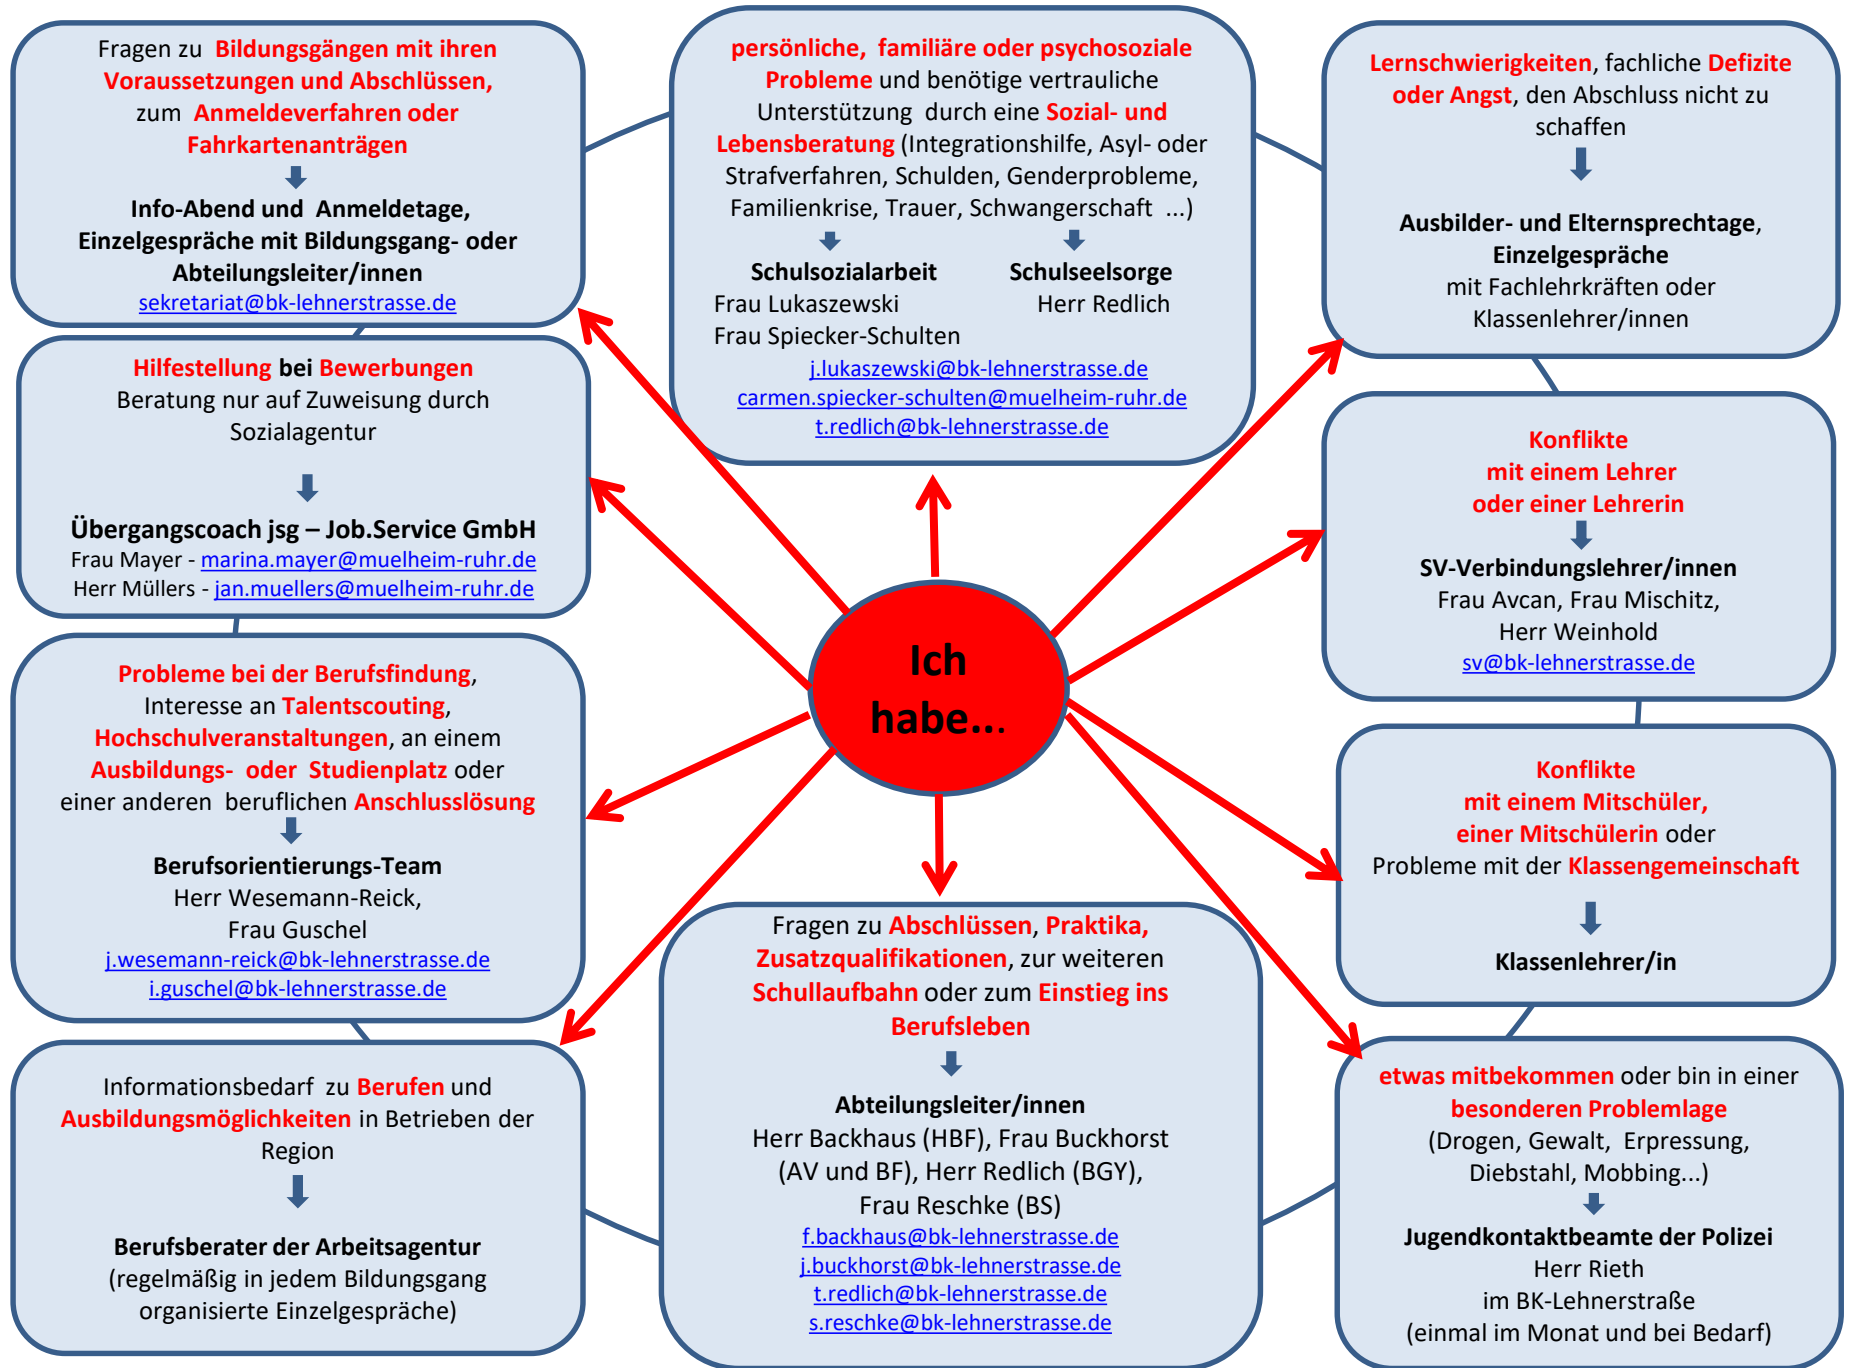 Fragen zu Bildungsgängen mit ihren
Voraussetzungen und Abschlüssen,
zum Anmeldeverfahren oder
Fahrkartenanträgen
Info-Abend und Anmeldetage,
Einzelgespräche mit Bildungsgang- oder
Abteilungsleiter/innen
sekretariat@bk-lehnerstrasse.de
persönliche, familiäre oder psychosoziale
Probleme und benötige vertrauliche
Unterstützung durch eine Sozial- und
Lebensberatung (Integrationshilfe, Asyl- oder
Strafverfahren, Schulden, Genderprobleme,
Familienkrise, Trauer, Schwangerschaft ...)
Schulsozialarbeit Schulseelsorge
Frau Lukaszewski Herr Redlich
Frau Spiecker-Schulten
j.lukaszewski@bk-lehnerstrasse.de
carmen.spiecker-schulten@muelheim-ruhr.de
t.redlich@bk-lehnerstrasse.de
Lernschwierigkeiten, fachliche Defizite
oder Angst, den Abschluss nicht zu
schaffen
Ausbilder- und Elternsprechtage,
Einzelgespräche
mit Fachlehrkräften oder
Klassenlehrer/innen
Hilfestellung bei Bewerbungen
Beratung nur auf Zuweisung durch
Sozialagentur
Übergangscoach jsg – Job.Service GmbH
Frau Mayer - marina.mayer@muelheim-ruhr.de
Herr Müllers - jan.muellers@muelheim-ruhr.de
Konflikte
mit einem Lehrer
oder einer Lehrerin
SV-Verbindungslehrer/innen
Frau Avcan, Frau Mischitz,
Herr Weinhold
sv@bk-lehnerstrasse.de
Ich
habe...
Probleme bei der Berufsfindung,
Interesse an Talentscouting,
Hochschulveranstaltungen, an einem
Ausbildungs- oder Studienplatz oder
einer anderen beruflichen Anschlusslösung
Berufsorientierungs-Team
Herr Wesemann-Reick,
Frau Guschel
j.wesemann-reick@bk-lehnerstrasse.de
i.guschel@bk-lehnerstrasse.de
Konflikte
mit einem Mitschüler,
einer Mitschülerin oder
Probleme mit der Klassengemeinschaft
Klassenlehrer/in
Informationsbedarf zu Berufen und
Ausbildungsmöglichkeiten in Betrieben der
Region
Berufsberater der Arbeitsagentur
(regelmäßig in jedem Bildungsgang
organisierte Einzelgespräche)
Fragen zu Abschlüssen, Praktika,
Zusatzqualifikationen, zur weiteren
Schullaufbahn oder zum Einstieg ins
Berufsleben
Abteilungsleiter/innen
Herr Backhaus (HBF), Frau Buckhorst
(AV und BF), Herr Redlich (BGY),
Frau Reschke (BS)
f.backhaus@bk-lehnerstrasse.de
j.buckhorst@bk-lehnerstrasse.de
t.redlich@bk-lehnerstrasse.de
s.reschke@bk-lehnerstrasse.de
etwas mitbekommen oder bin in einer
besonderen Problemlage
(Drogen, Gewalt, Erpressung,
Diebstahl, Mobbing...)
Jugendkontaktbeamte der Polizei
Herr Rieth
im BK-Lehnerstraße
(einmal im Monat und bei Bedarf)